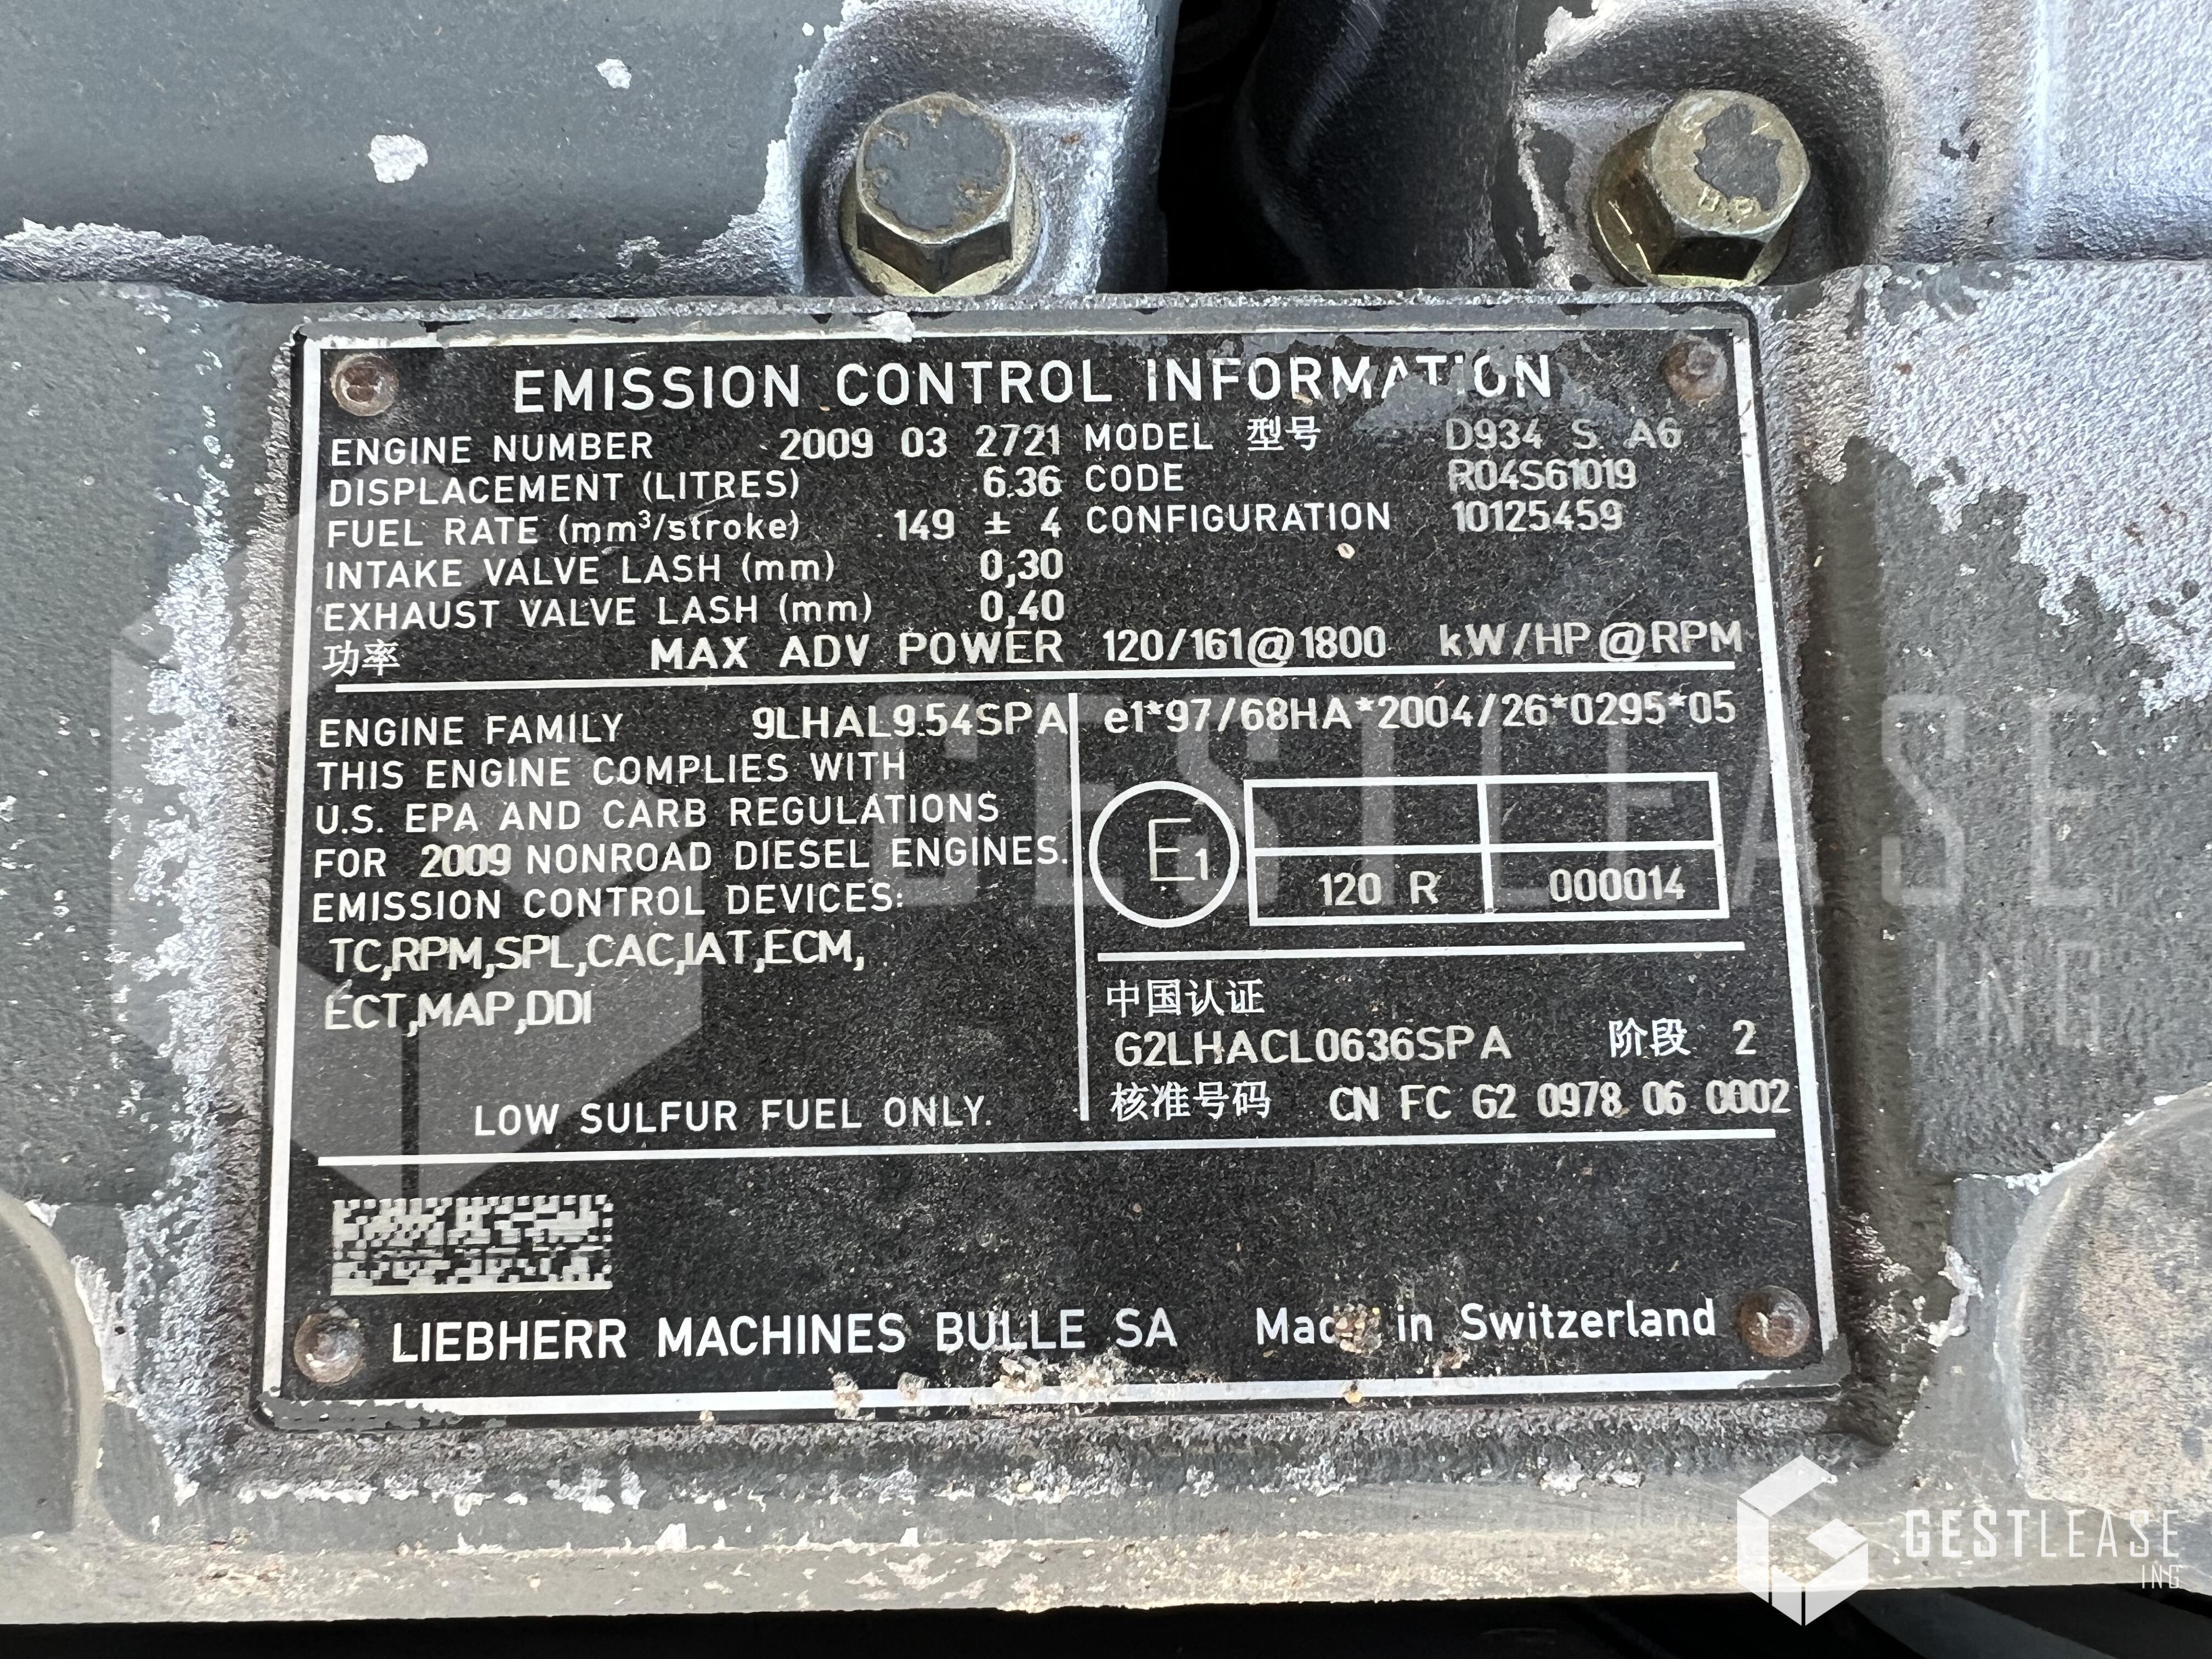 EMISSION CONTROL INFORMATION
ENGINE NUMBER 2009 03 2721 MODEL 型号 D934 S A6
DISPLACEMENT (LITRES) 6.36 CODE R04S61019
FUEL RATE (mm³/stroke) 149 ± 4 CONFIGURATION 10125459
INTAKE VALVE LASH (mm) 0,30
EXHAUST VALVE LASH (mm) 0,40
功率 MAX ADV POWER 120/161@1800 kW/HP@RPM
ENGINE FAMILY 9LHAL9.54SPA
THIS ENGINE COMPLIES WITH
U.S. EPA AND CARB REGULATIONS
FOR 2009 NONROAD DIESEL ENGINES.
EMISSION CONTROL DEVICES:
TC,RPM,SPL,CAC,IAT,ECM,
ECT,MAP,DDI
LOW SULFUR FUEL ONLY.
e1*97/68HA*2004/26*0295*05
E1
120 R 000014
中国认证
G2LHACL0636SPA 阶段 2
核准号码 CN FC G2 0978 06 0002
LIEBHERR MACHINES BULLE SA Made in Switzerland
GESTLEASE
ING
GESTLEASE
ING